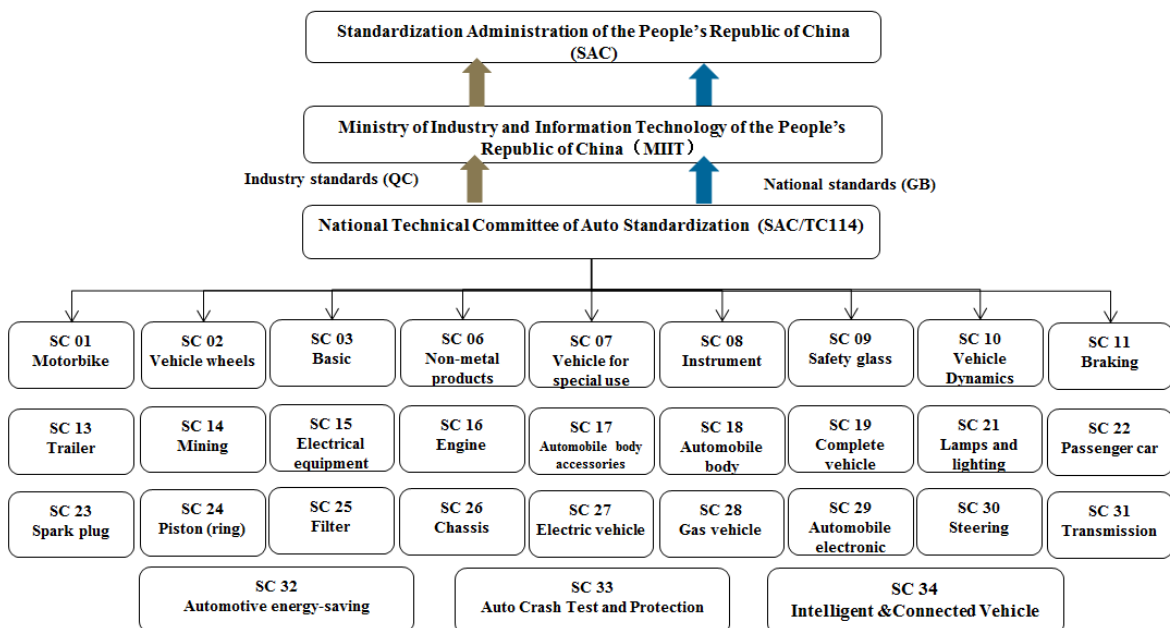 Standardization Administration of the People's Republic of China
(SAC)
Ministry of Industry and Information Technology of the People's
Republic of China（MIIT）
Industry standards (QC)
National standards (GB)
National Technical Committee of Auto Standardization (SAC/TC114)
SC 01
Motorbike
SC 02
Vehicle wheels
SC 03
Basic
SC 06
Non-metal
products
SC 07
Vehicle for
special use
SC 08
Instrument
SC 09
Safety glass
SC 10
Vehicle
Dynamics
SC 11
Braking
SC 13
Trailer
SC 14
Mining
SC 15
Electrical
equipment
SC 16
Engine
SC 17
Automobile body
accessories
SC 18
Automobile
body
SC 19
Complete
vehicle
SC 21
Lamps and
lighting
SC 22
Passenger car
SC 23
Spark plug
SC 24
Piston (ring)
SC 25
Filter
SC 26
Chassis
SC 27
Electric vehicle
SC 28
Gas vehicle
SC 29
Automobile
electronic
SC 30
Steering
SC 31
Transmission
SC 32
Automotive energy-saving
SC 33
Auto Crash Test and Protection
SC 34
Intelligent &Connected Vehicle